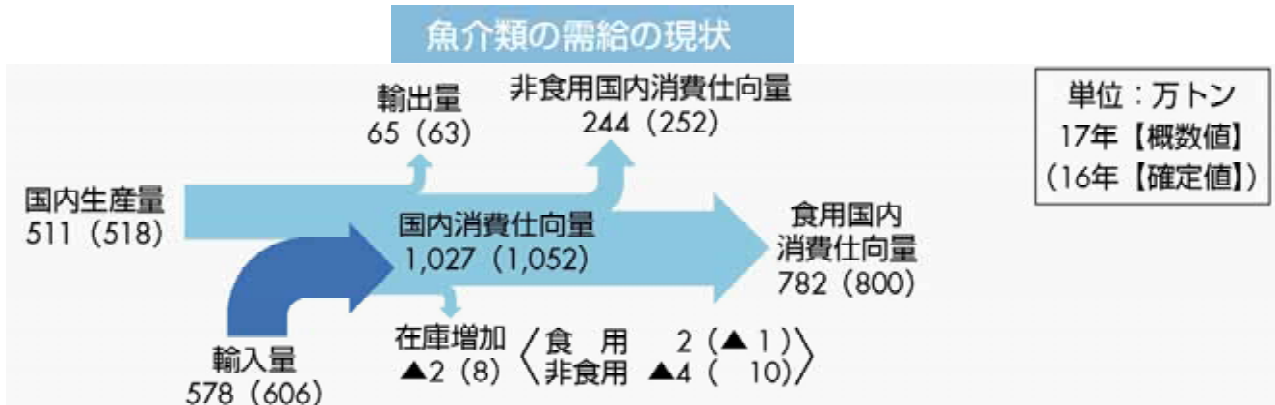 魚介類の需給の現状
輸出量
65（63）
非食用国内消費仕向量
244（252）
単位：万トン
17年【概数値】
(16年【確定値】)
国内生産量
511（518）
国内消費仕向量
1,027（1,052）
食用国内
消費仕向量
782（800）
輸入量
578（606）
在庫増加
▲2（8）
食　用　2（▲1）
非食用　▲4（　10）